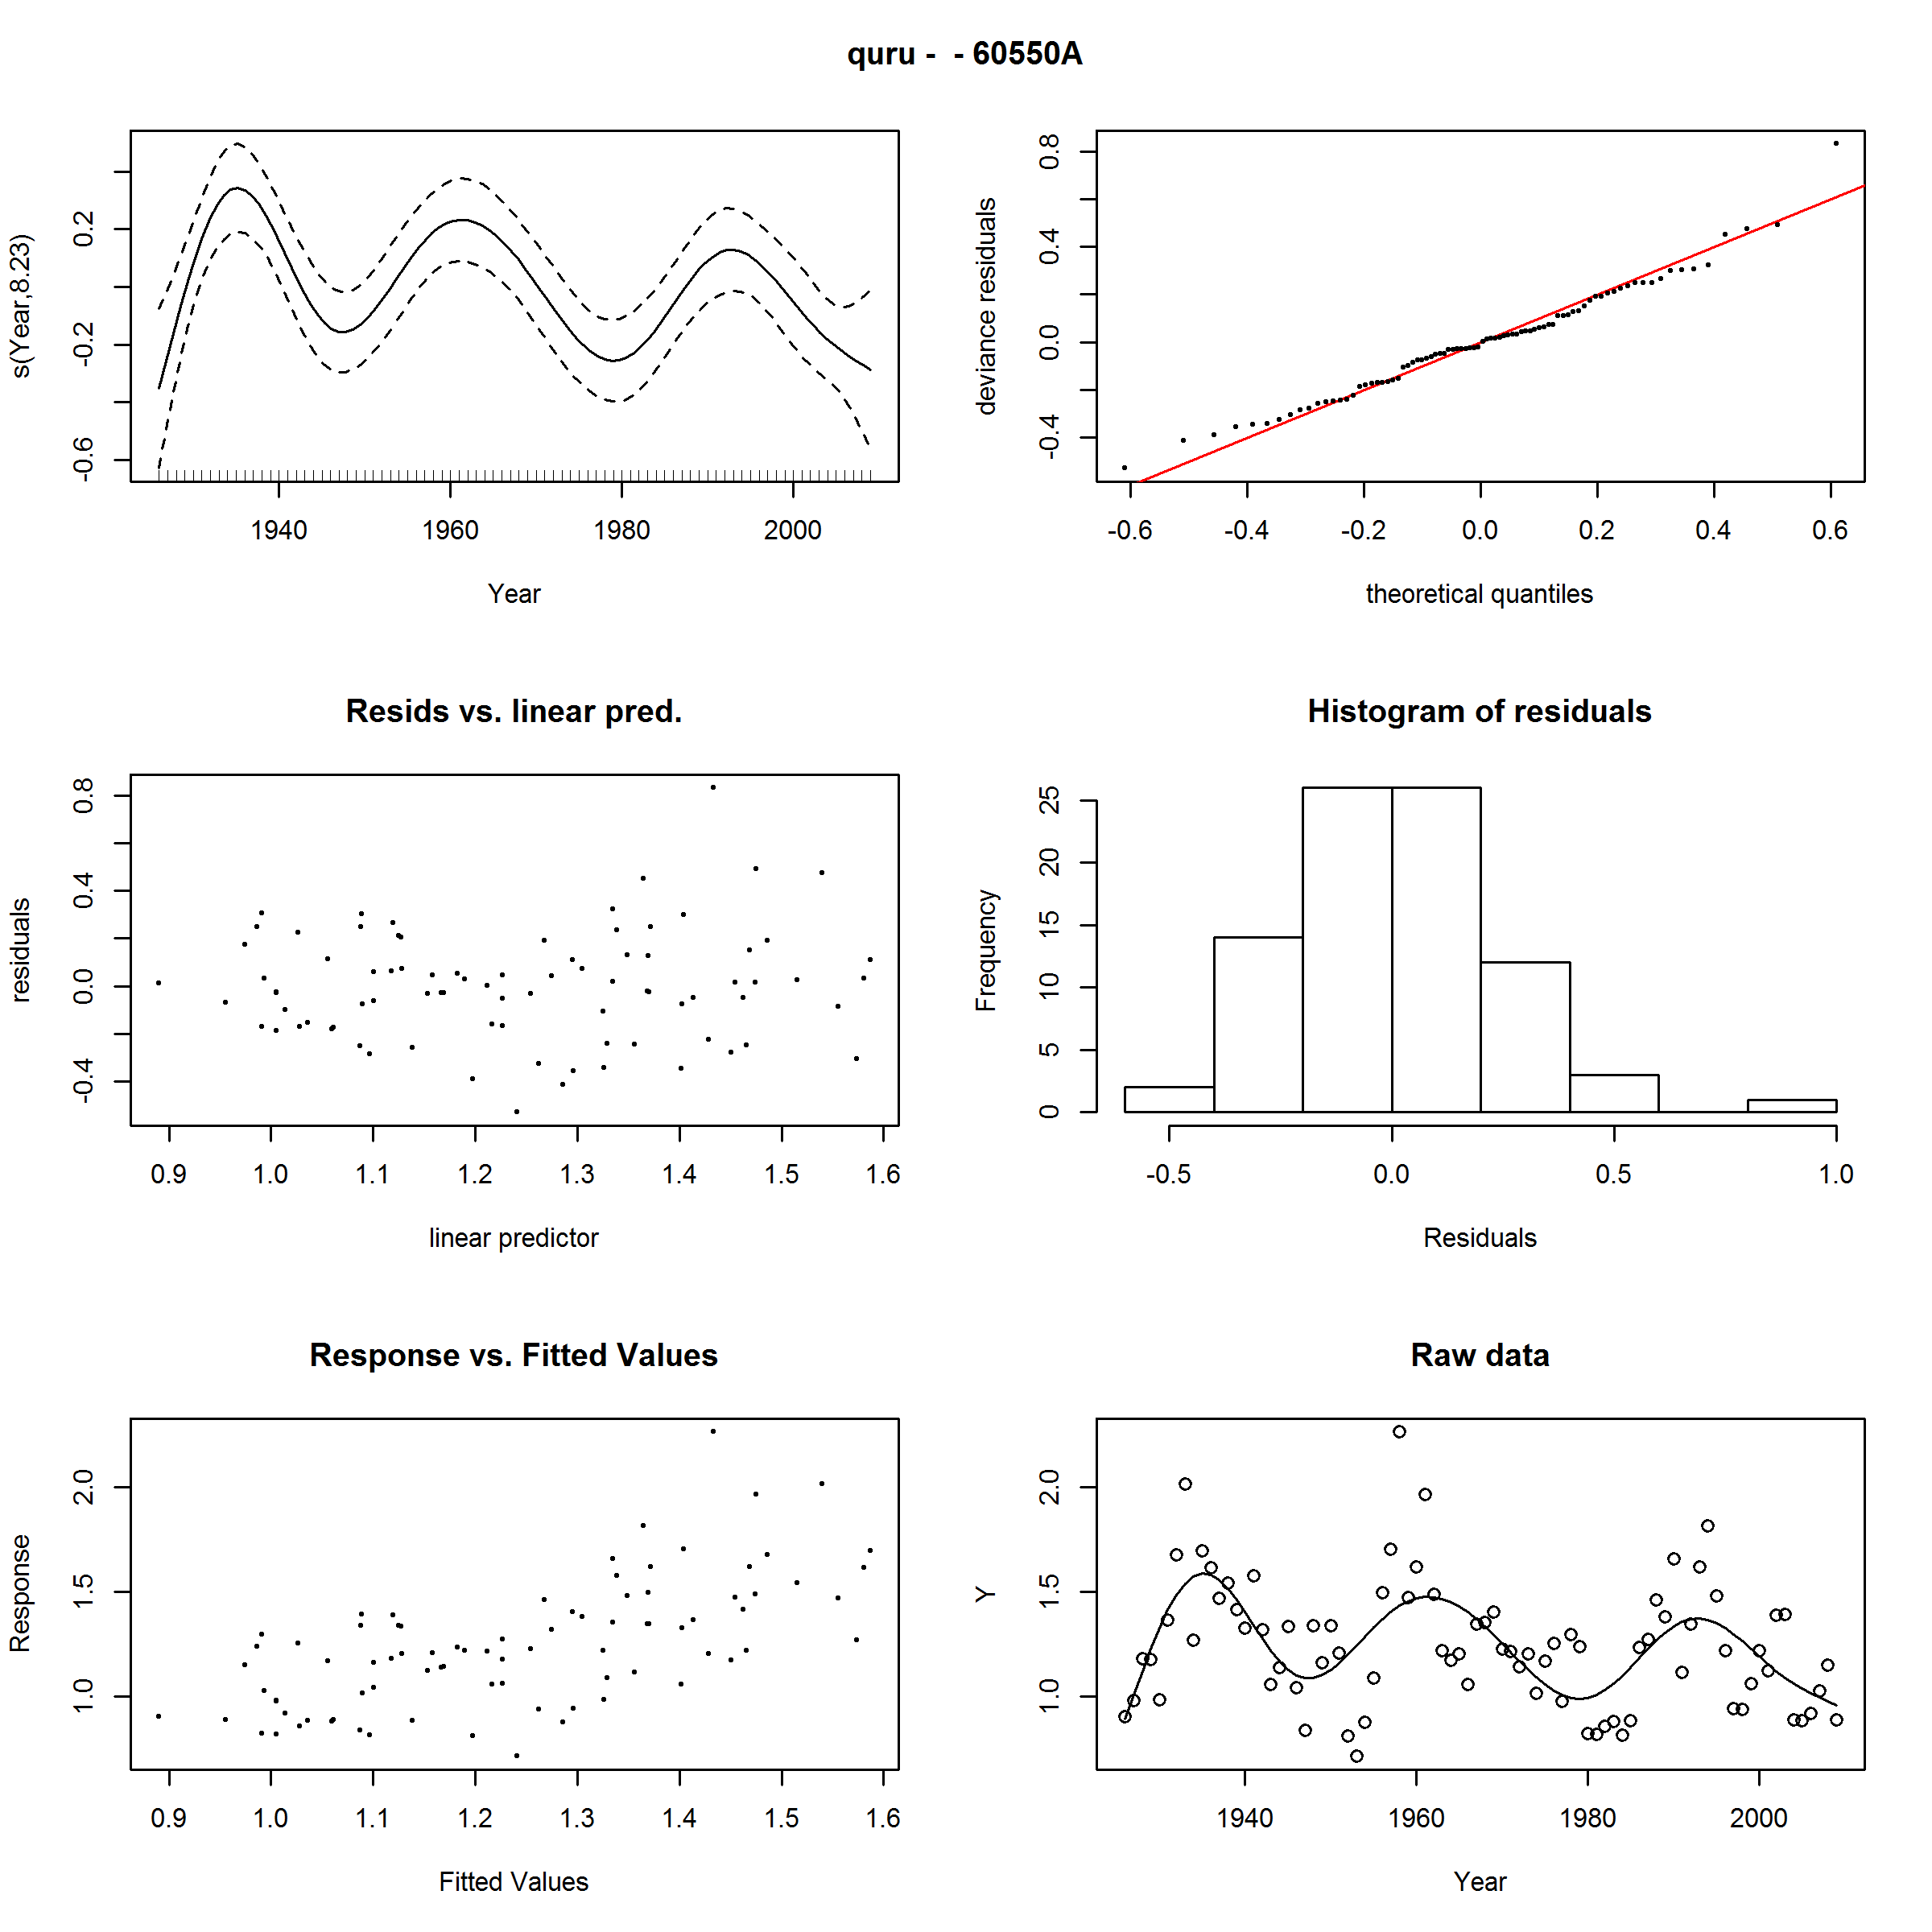 quru -  - 60550A
s(Year,8.23)
-0.6
-0.2
0.2
1940 1960 1980 2000
Year
deviance residuals
-0.4
0.0
0.4
0.8
-0.6 -0.4 -0.2 0.0 0.2 0.4 0.6
theoretical quantiles
Resids vs. linear pred.
residuals
-0.4
0.0
0.4
0.8
0.9 1.0 1.1 1.2 1.3 1.4 1.5 1.6
linear predictor
Histogram of residuals
Frequency
0
5
10
15
20
25
-0.5 0.0 0.5 1.0
Residuals
Response vs. Fitted Values
Response
1.0
1.5
2.0
0.9 1.0 1.1 1.2 1.3 1.4 1.5 1.6
Fitted Values
Raw data
Y
1.0
1.5
2.0
1940 1960 1980 2000
Year